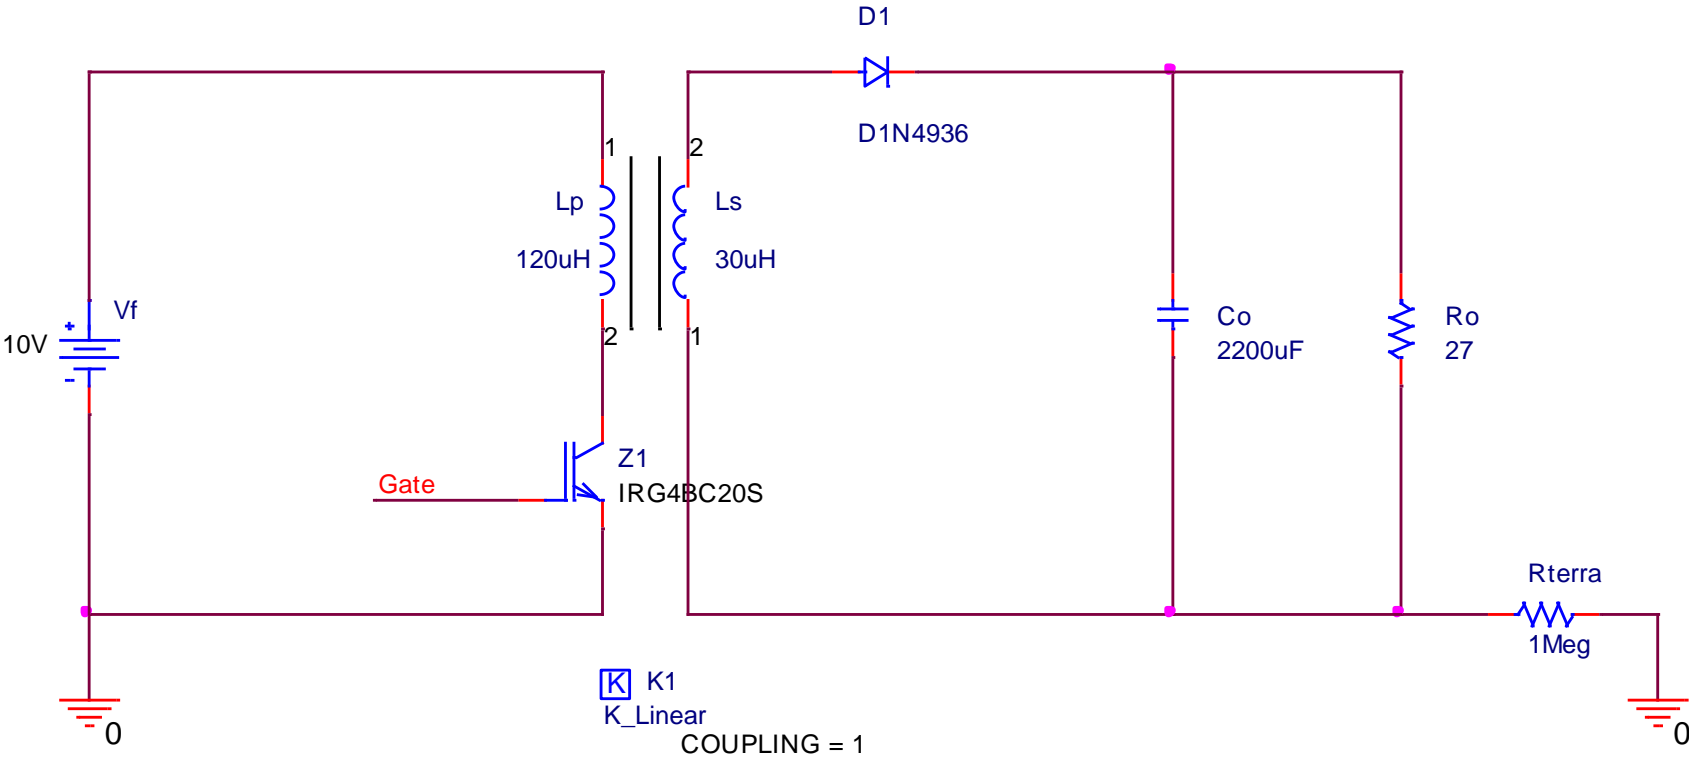 D1
D1N4936
1
2
Lp
Ls
120uH
30uH
Vf
10V
2
1
Co
2200uF
Ro
27
Z1
Gate
IRG4BC20S
Rterra
1Meg
K K1
K_Linear
COUPLING = 1
0
0